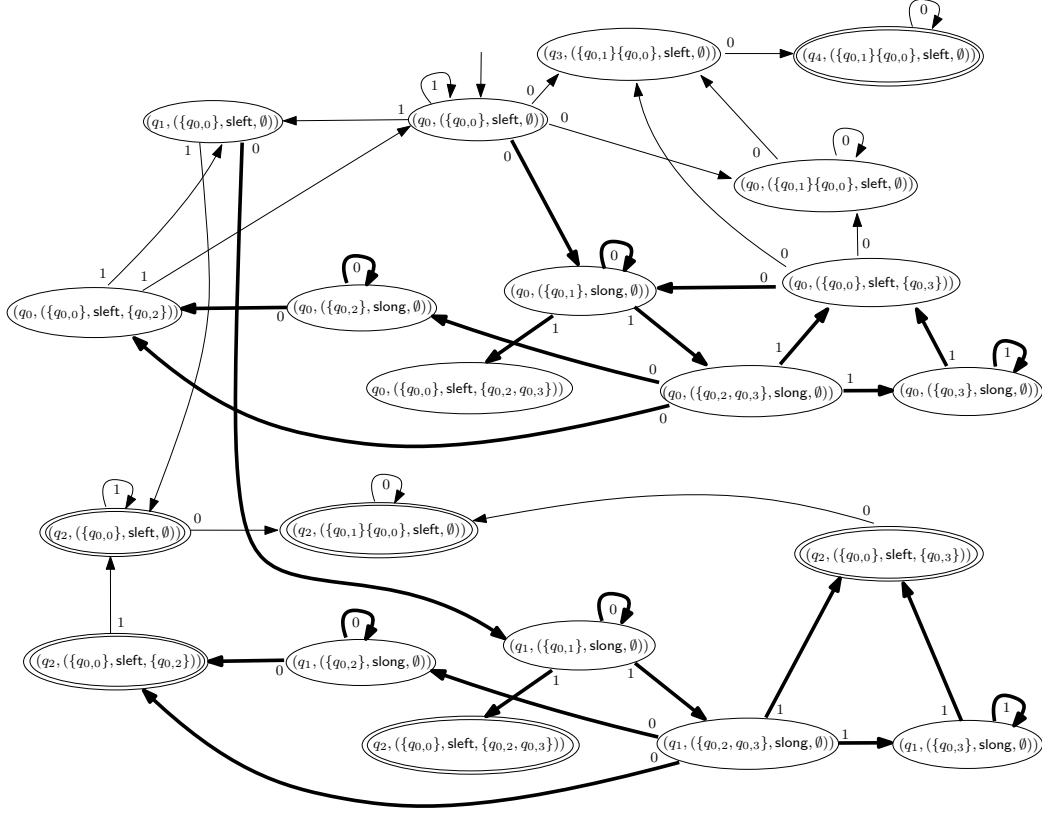 0
(q₃, ({q₀,₁}{q₀,₀}, sleft, ∅))
0
(q₄, ({q₀,₁}{q₀,₀}, sleft, ∅))
1
0
(q₁, ({q₀,₀}, sleft, ∅))
1
(q₀, ({q₀,₀}, sleft, ∅))
0
1
0
0
0
0
(q₀, ({q₀,₁}{q₀,₀}, sleft, ∅))
0
0
0
0
1
1
0
(q₀, ({q₀,₀}, sleft, {q₀,₃}))
(q₀, ({q₀,₀}, sleft, {q₀,₂}))
0
(q₀, ({q₀,₂}, slong, ∅))
(q₀, ({q₀,₁}, slong, ∅))
1
1
1
1
1
0
q₀, ({q₀,₀}, sleft, {q₀,₂, q₀,₃}))
(q₀, ({q₀,₂, q₀,₃}, slong, ∅))
1
(q₀, ({q₀,₃}, slong, ∅))
0
1
0
0
(q₂, ({q₀,₀}, sleft, ∅))
0
(q₂, ({q₀,₁}{q₀,₀}, sleft, ∅))
(q₂, ({q₀,₀}, sleft, {q₀,₃}))
0
0
1
(q₂, ({q₀,₀}, sleft, {q₀,₂}))
0
(q₁, ({q₀,₂}, slong, ∅))
(q₁, ({q₀,₁}, slong, ∅))
1
1
1
1
1
0
q₂, ({q₀,₀}, sleft, {q₀,₂, q₀,₃}))
(q₁, ({q₀,₂, q₀,₃}, slong, ∅))
1
(q₁, ({q₀,₃}, slong, ∅))
0